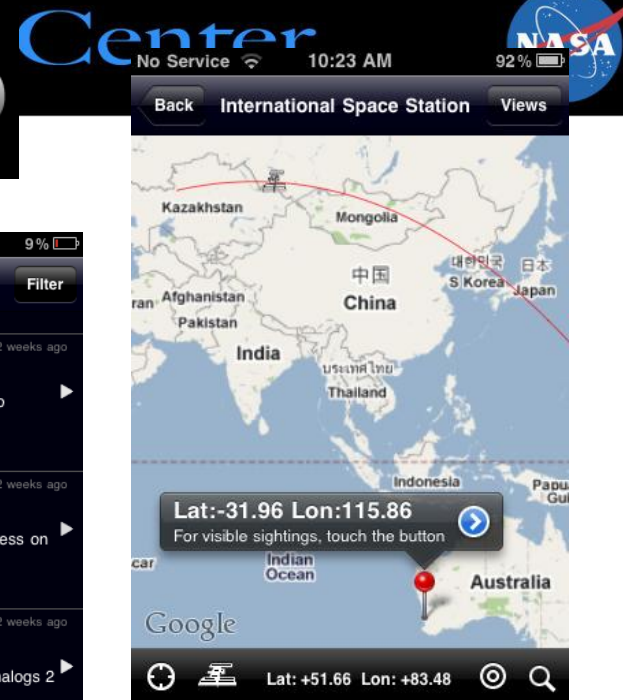 Center
NASA
No Service 10:23 AM 92%
Back International Space Station Views
Kazakhstan
Mongolia
中国
China
대한민국
S Korea
日本
Japan
ran Afghanistan
Pakistan
India
ประเทศไทย
Thailand
Indonesia
Papu
Gui
Lat:-31.96 Lon:115.86
For visible sightings, touch the button
car
Indian
Ocean
Australia
Google
Lat: +51.66 Lon: +83.48
9%
Filter
2 weeks ago
o
2 weeks ago
ess on
2 weeks ago
nalogs 2